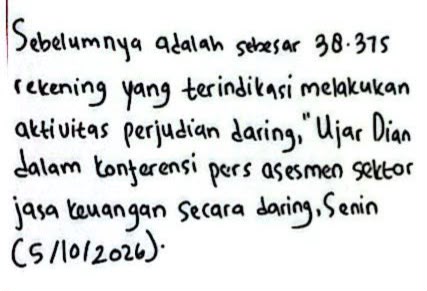 Sebelumnya adalah sebesar 38.375
rekening yang terindikasi melakukan
aktivitas perjudian daring," Ujar Dian
dalam konferensi pers asesmen sektor
jasa keuangan secara daring, Senin
(5/10/2026).